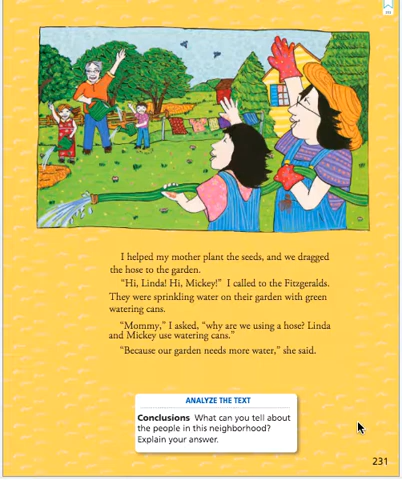 I helped my mother plant the seeds, and we dragged
the hose to the garden.
"Hi, Linda! Hi, Mickey!" I called to the Fitzgeralds.
They were sprinkling water on their garden with green
watering cans.
"Mommy," I asked, "why are we using a hose? Linda
and Mickey use watering cans."
"Because our garden needs more water," she said.
ANALYZE THE TEXT
Conclusions What can you tell about
the people in this neighborhood?
Explain your answer.
231